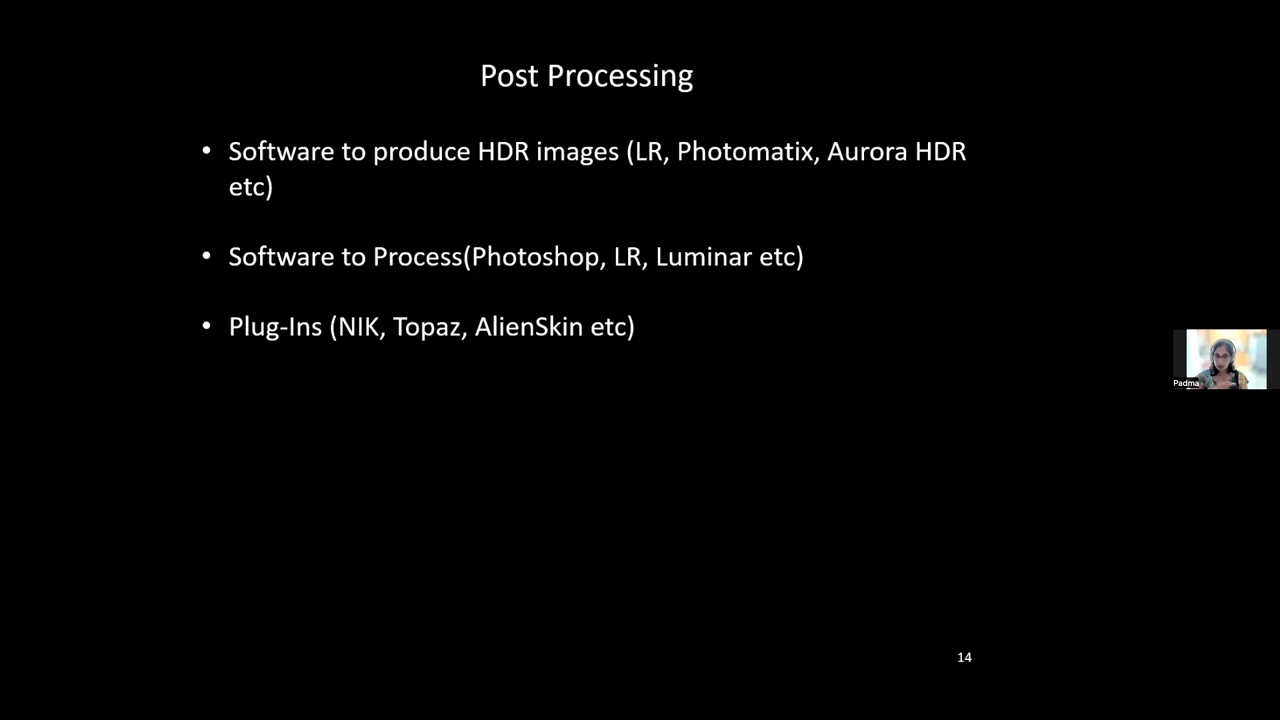 Post Processing
• Software to produce HDR images (LR, Photomatix, Aurora HDR
etc)
• Software to Process(Photoshop, LR, Luminar etc)
• Plug-Ins (NIK, Topaz, AlienSkin etc)
Padma
14